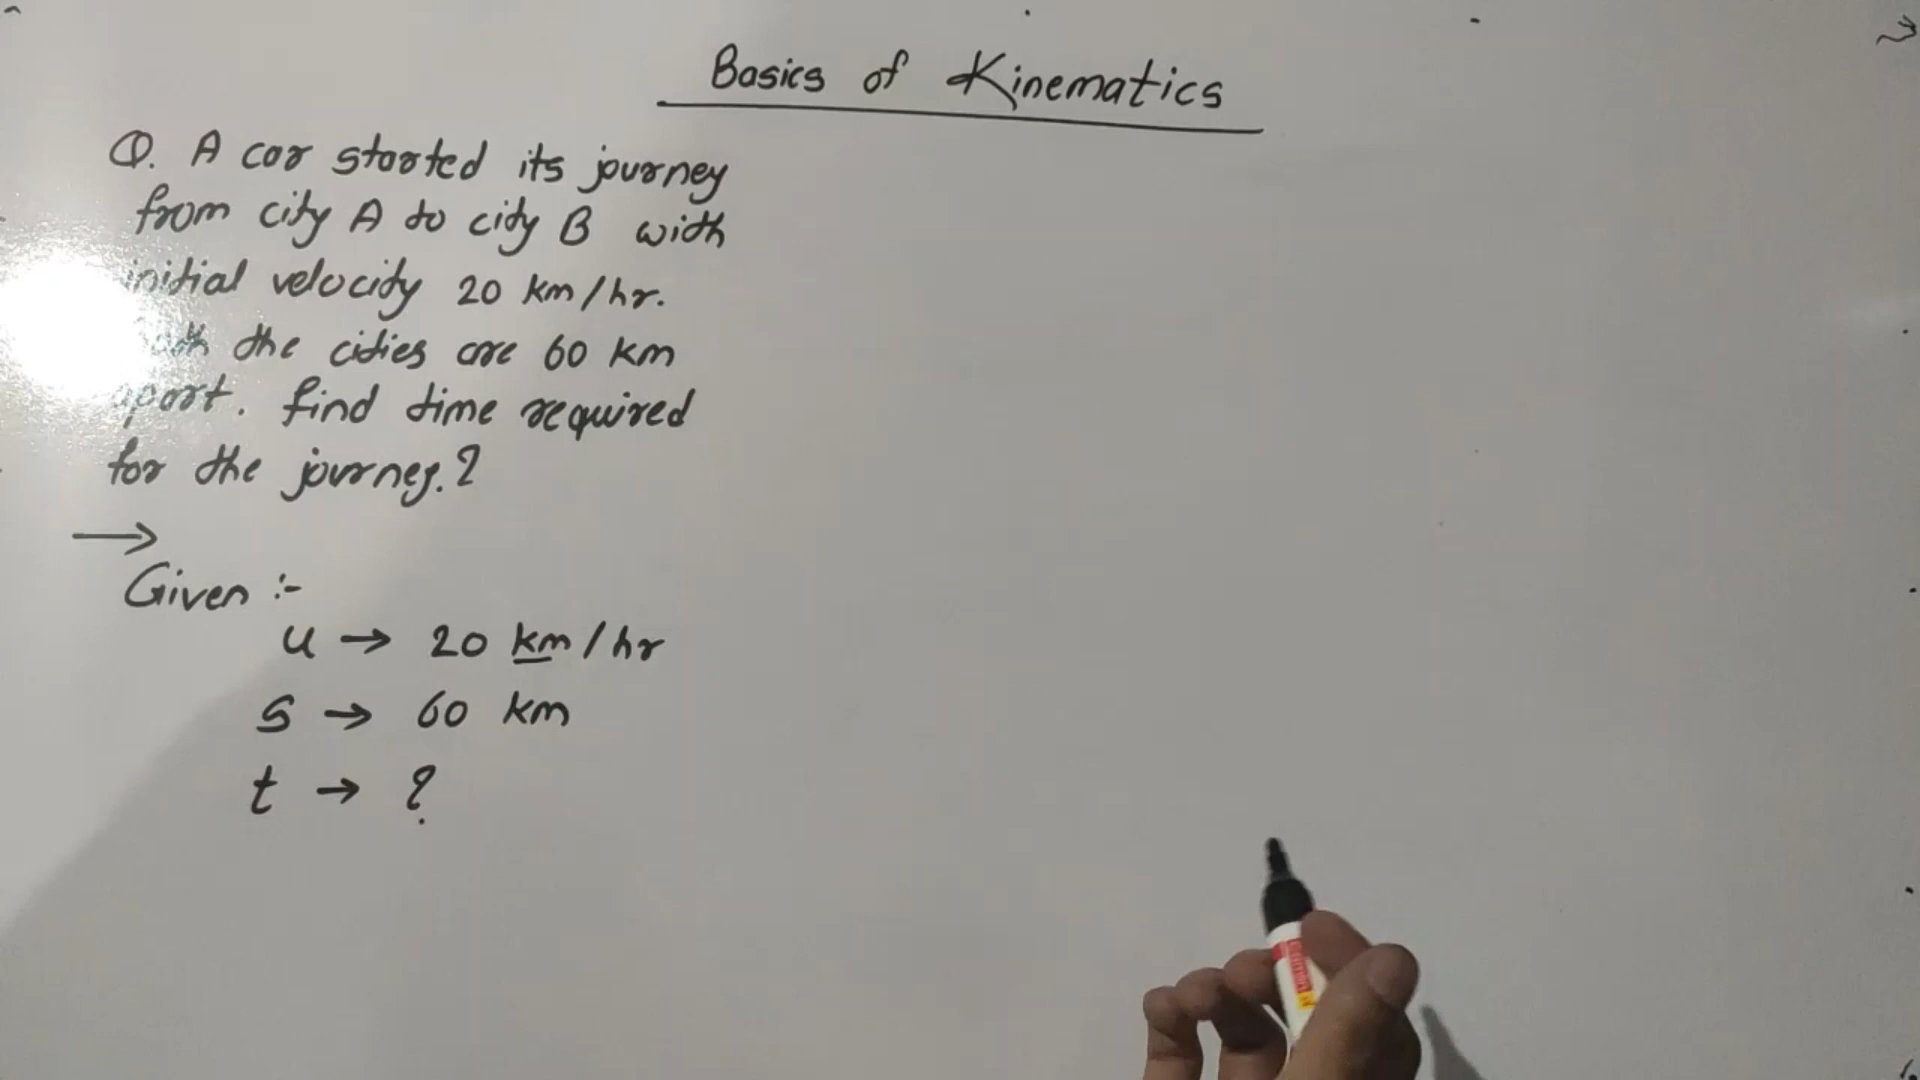 Basics of Kinematics
Q. A car started its journey
from city A to city B with
initial velocity 20 km/hr.
the cities are 60 km
apart. find time required
for the journey.?
→
Given :-
u → 20 km/hr
s → 60 km
t → ?